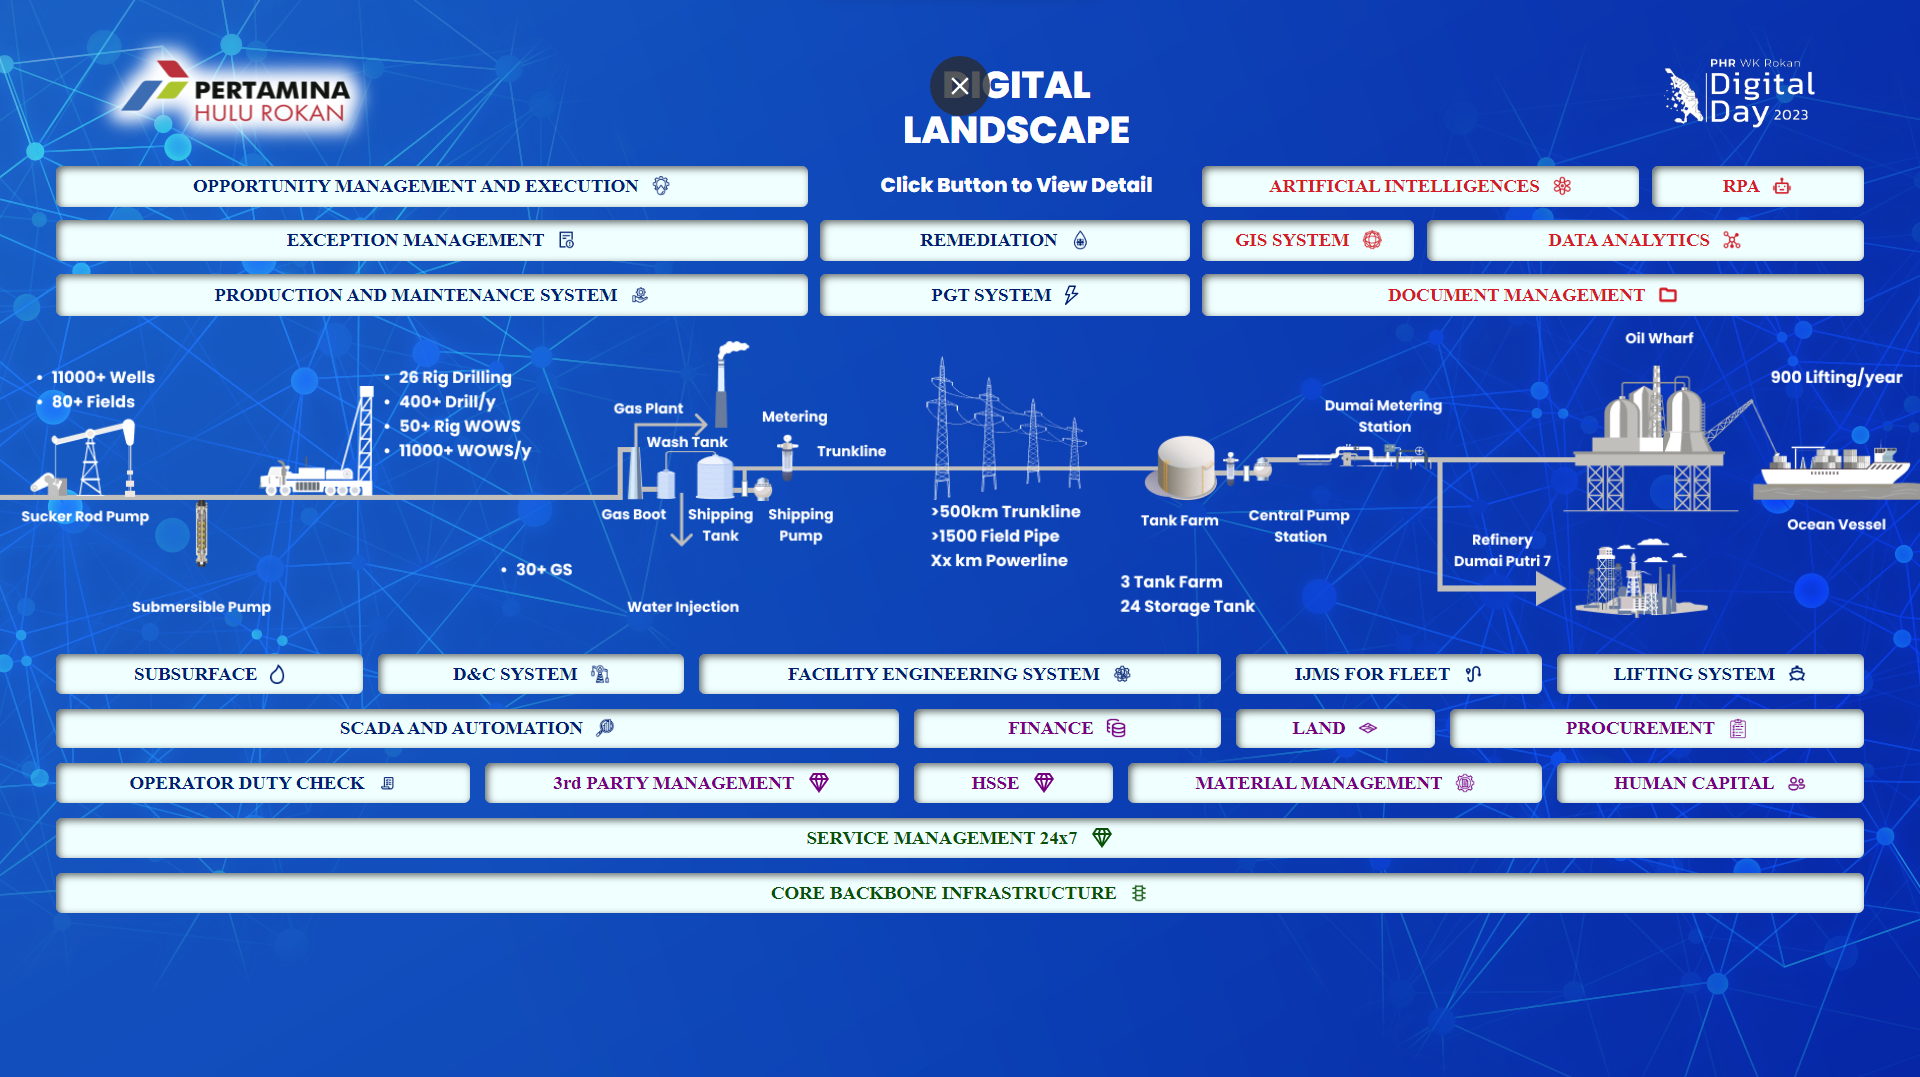 PERTAMINA
HULU ROKAN
DIGITAL
LANDSCAPE
PHR WK Rokan
Digital
Day 2023
OPPORTUNITY MANAGEMENT AND EXECUTION
Click Button to View Detail
ARTIFICIAL INTELLIGENCES
RPA
EXCEPTION MANAGEMENT
REMEDIATION
GIS SYSTEM
DATA ANALYTICS
PRODUCTION AND MAINTENANCE SYSTEM
PGT SYSTEM
DOCUMENT MANAGEMENT
• 11000+ Wells
• 80+ Fields
Sucker Rod Pump
Submersible Pump
• 26 Rig Drilling
• 400+ Drill/y
• 50+ Rig WOWS
• 11000+ WOWS/y
• 30+ GS
Gas Plant
Wash Tank
Metering
Trunkline
Gas Boot
Shipping
Tank
Shipping
Pump
Water Injection
>500km Trunkline
>1500 Field Pipe
Xx km Powerline
Tank Farm
3 Tank Farm
24 Storage Tank
Central Pump
Station
Dumai Metering
Station
Oil Wharf
Refinery
Dumai Putri 7
900 Lifting/year
Ocean Vessel
SUBSURFACE
D&C SYSTEM
FACILITY ENGINEERING SYSTEM
IJMS FOR FLEET
LIFTING SYSTEM
SCADA AND AUTOMATION
FINANCE
LAND
PROCUREMENT
OPERATOR DUTY CHECK
3rd PARTY MANAGEMENT
HSSE
MATERIAL MANAGEMENT
HUMAN CAPITAL
SERVICE MANAGEMENT 24x7
CORE BACKBONE INFRASTRUCTURE